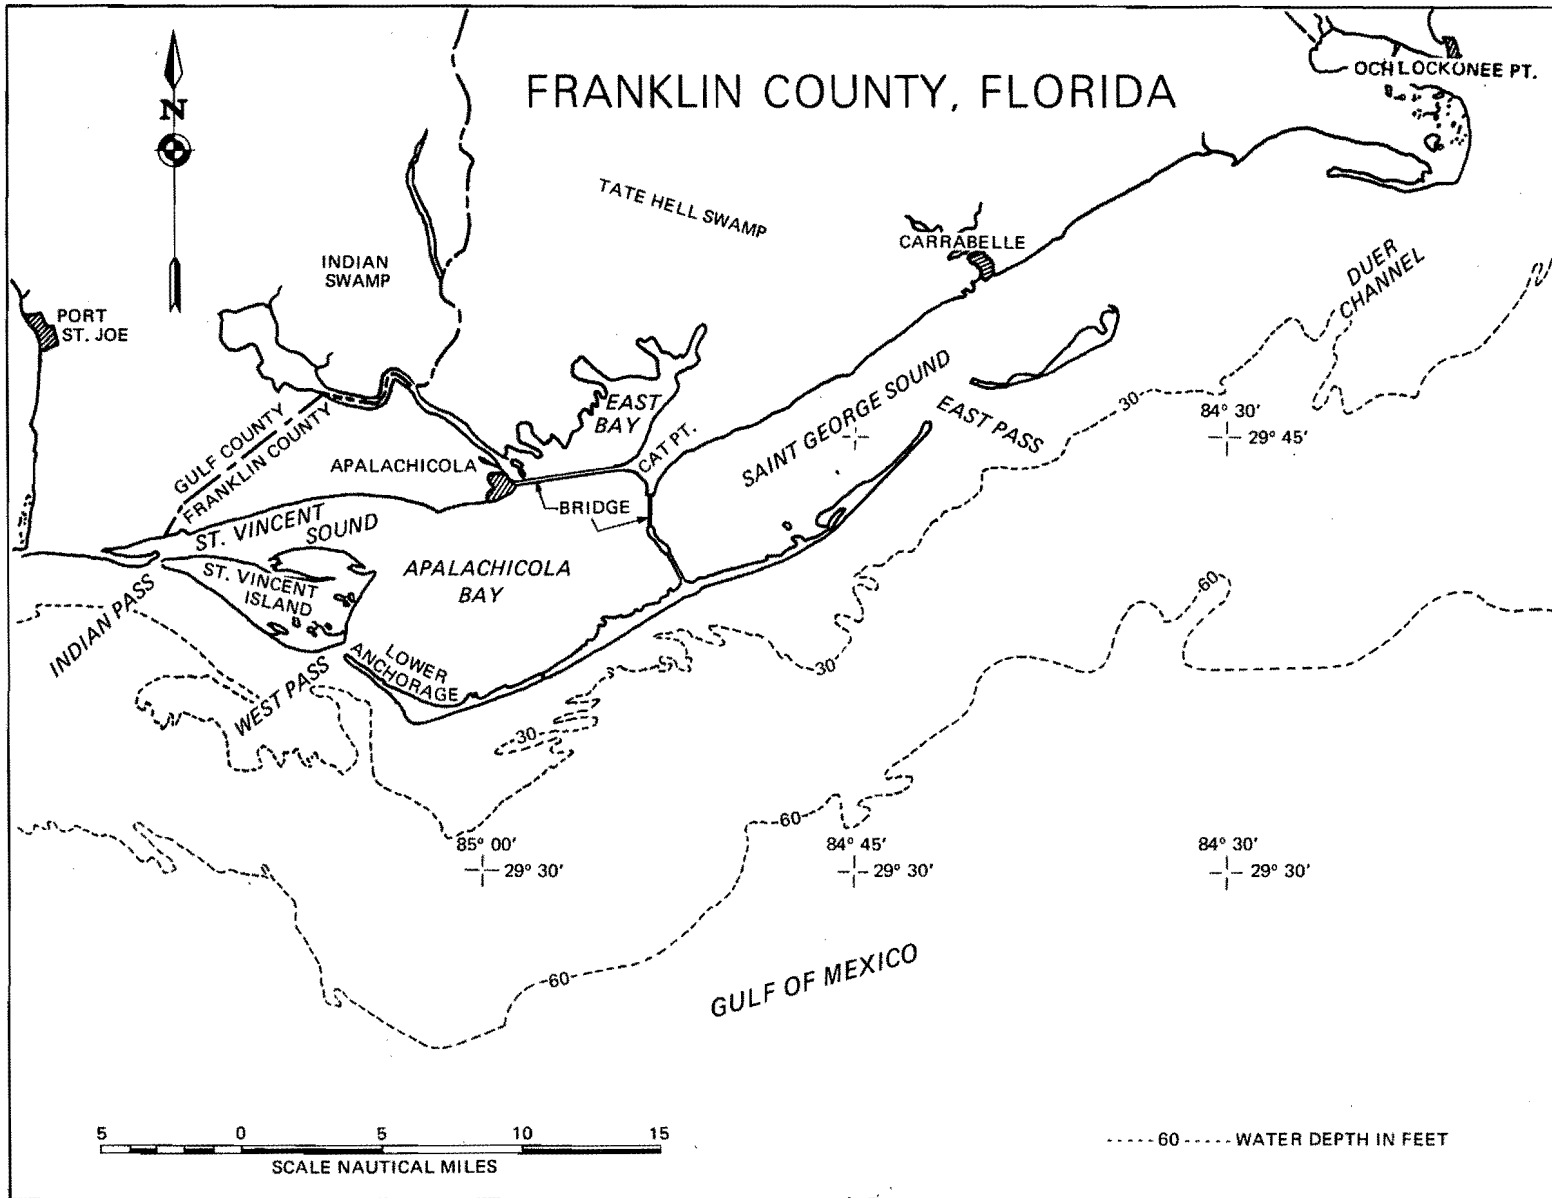 FRANKLIN COUNTY, FLORIDA
N
OCHLOCKONEE PT.
TATE HELL SWAMP
CARRABELLE
INDIAN
SWAMP
DUER
CHANNEL
PORT
ST. JOE
EAST
BAY
SAINT GEORGE SOUND
EAST PASS
30
84° 30'
29° 45'
GULF COUNTY
FRANKLIN COUNTY
APALACHICOLA
CAT PT.
BRIDGE
ST. VINCENT
SOUND
ST. VINCENT
ISLAND
APALACHICOLA
BAY
INDIAN PASS
WEST PASS
LOWER
ANCHORAGE
60
30
30
60
85° 00'
29° 30'
84° 45'
29° 30'
84° 30'
29° 30'
60
GULF OF MEXICO
5 0 5 10 15
SCALE NAUTICAL MILES
-----60----- WATER DEPTH IN FEET